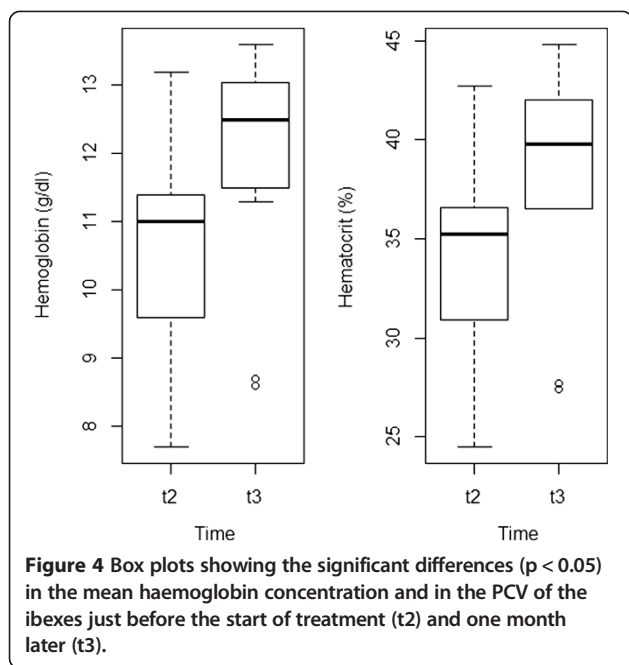 Hemoglobin (g/dl)
13
12
11
10
9
8
t2 t3
Time
Hematocrit (%)
45
40
35
30
25
t2 t3
Time
Figure 4 Box plots showing the significant differences (p < 0.05)
in the mean haemoglobin concentration and in the PCV of the
ibexes just before the start of treatment (t2) and one month
later (t3).